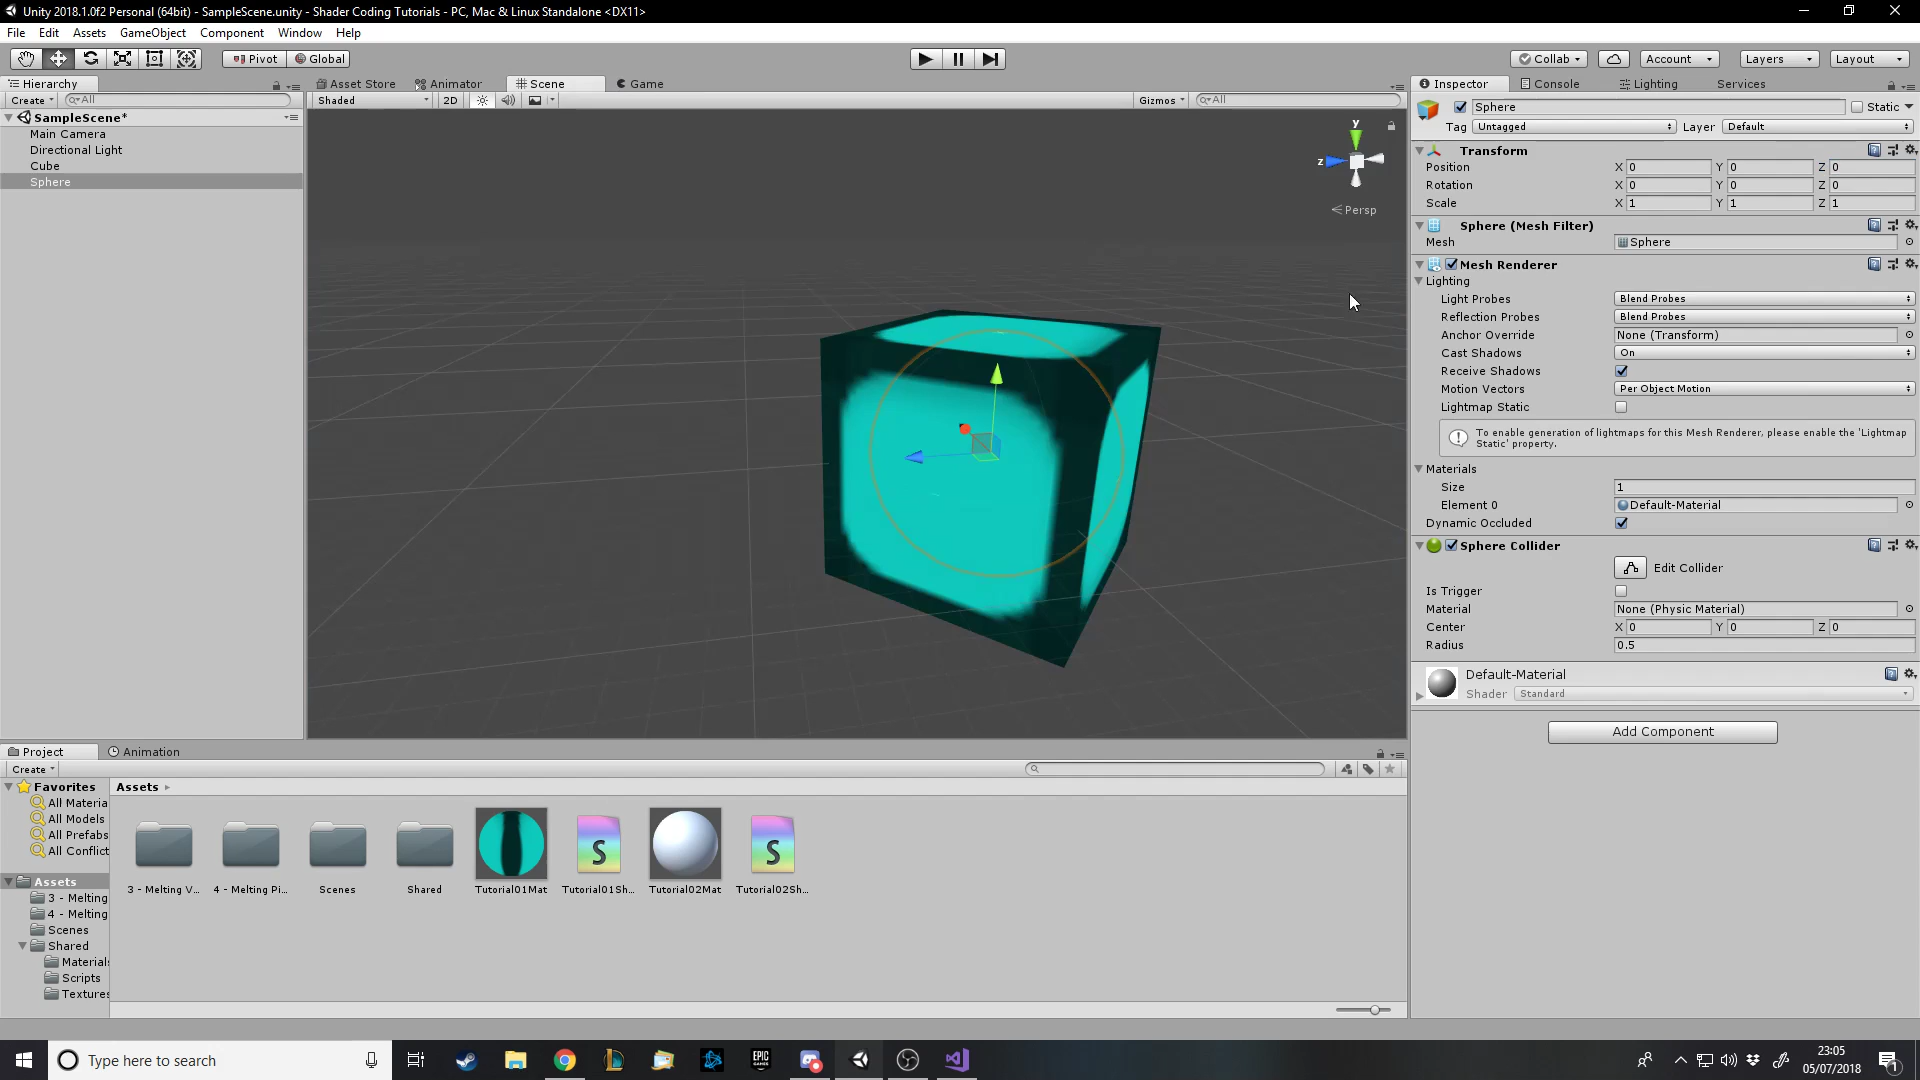 Unity 2018.1.0f2 Personal (64bit) - SampleScene.unity - Shader Coding Tutorials - PC, Mac & Linux Standalone <DX11>
File Edit Assets GameObject Component Window Help
Pivot Global Collab Account Layers Layout
Hierarchy
Create All
SampleScene*
Main Camera
Directional Light
Cube
Sphere
Asset Store Animator Scene Game
Shaded 2D Gizmos All
y
z
Persp
Inspector Console Lighting Services
Sphere Static
Tag Untagged Layer Default
Transform
Position X 0 Y 0 Z 0
Rotation X 0 Y 0 Z 0
Scale X 1 Y 1 Z 1
Sphere (Mesh Filter)
Mesh Sphere
Mesh Renderer
Lighting
Light Probes Blend Probes
Reflection Probes Blend Probes
Anchor Override None (Transform)
Cast Shadows On
Receive Shadows
Motion Vectors Per Object Motion
Lightmap Static
To enable generation of lightmaps for this Mesh Renderer, please enable the 'Lightmap
Static' property.
Materials
Size 1
Element 0 Default-Material
Dynamic Occluded
Sphere Collider
Edit Collider
Is Trigger
Material None (Physic Material)
Center X 0 Y 0 Z 0
Radius 0.5
Default-Material
Shader Standard
Add Component
Project Animation
Create
Favorites
All Materia
All Models
All Prefabs
All Conflict
Assets
3 - Melting
4 - Melting
Scenes
Shared
Materials
Scripts
Textures
Assets
3 - Melting V... 4 - Melting Pi... Scenes Shared Tutorial01Mat Tutorial01Sh... Tutorial02Mat Tutorial02Sh...
S S
Type here to search
EPIC
GAMES
23:05
05/07/2018
1